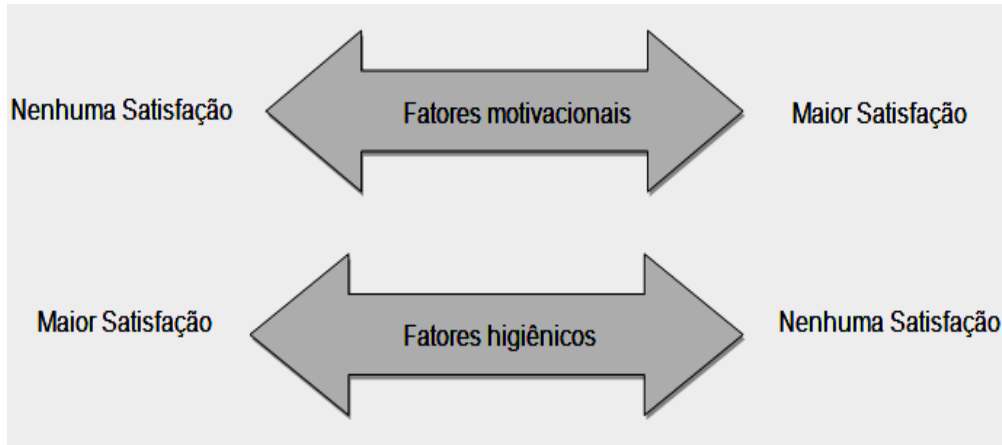 Nenhuma Satisfação
Fatores motivacionais
Maior Satisfação
Maior Satisfação
Fatores higiênicos
Nenhuma Satisfação